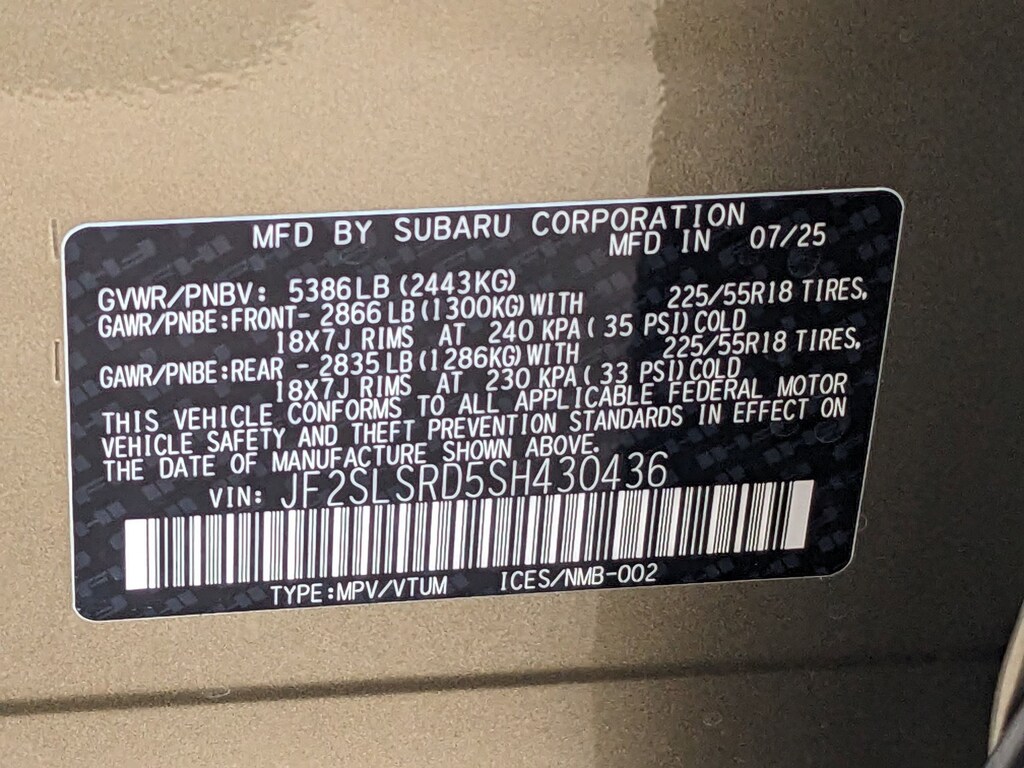 MFD BY SUBARU CORPORATION
MFD IN 07/25
GVWR/PNBV: 5386LB (2443KG)
GAWR/PNBE:FRONT- 2866 LB (1300KG) WITH 225/55R18 TIRES,
18X7J RIMS AT 240 KPA ( 35 PSI) COLD
GAWR/PNBE:REAR - 2835 LB (1286KG) WITH 225/55R18 TIRES,
18X7J RIMS AT 230 KPA ( 33 PSI) COLD
THIS VEHICLE CONFORMS TO ALL APPLICABLE FEDERAL MOTOR
VEHICLE SAFETY AND THEFT PREVENTION STANDARDS IN EFFECT ON
THE DATE OF MANUFACTURE SHOWN ABOVE.
VIN: JF2SLSRD5SH430436
TYPE:MPV/VTUM ICES/NMB-002